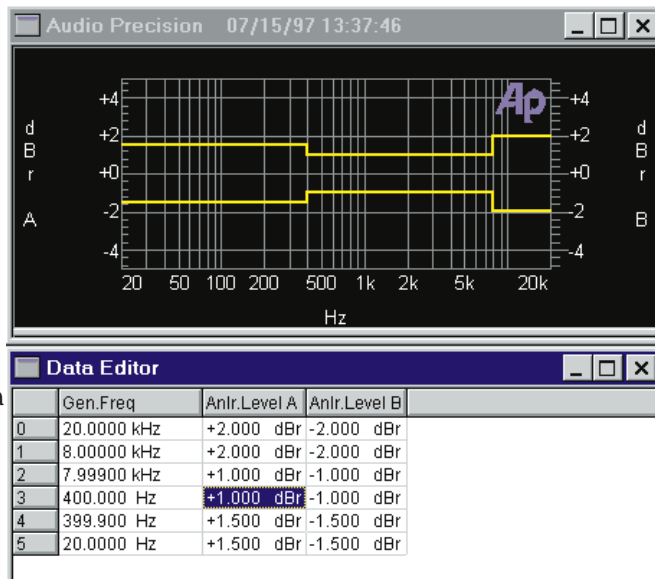 Audio Precision 07/15/97 13:37:46
Ap
+4 +4
d d
+2 +2
B B
r +0 +0 r
A -2 -2 B
-4 -4
20 50 100 200 500 1k 2k 5k 20k
Hz
Data Editor
Gen.Freq Anlr.Level A Anlr.Level B
0 20.0000 kHz +2.000 dBr -2.000 dBr
1 8.00000 kHz +2.000 dBr -2.000 dBr
2 7.99900 kHz +1.000 dBr -1.000 dBr
3 400.000 Hz +1.000 dBr -1.000 dBr
4 399.900 Hz +1.500 dBr -1.500 dBr
5 20.0000 Hz +1.500 dBr -1.500 dBr